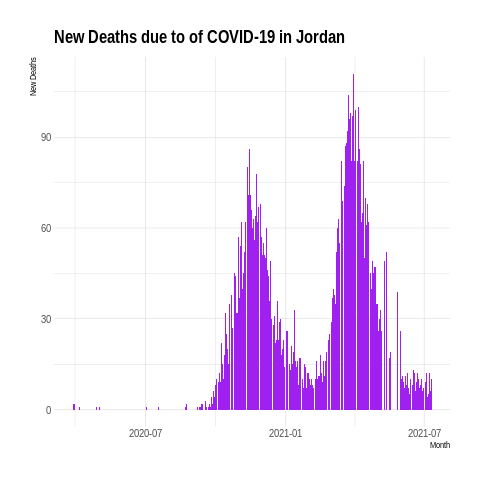 New Deaths due to of COVID-19 in Jordan
New Deaths
90
60
30
0
2020-07
2021-01
2021-07
Month